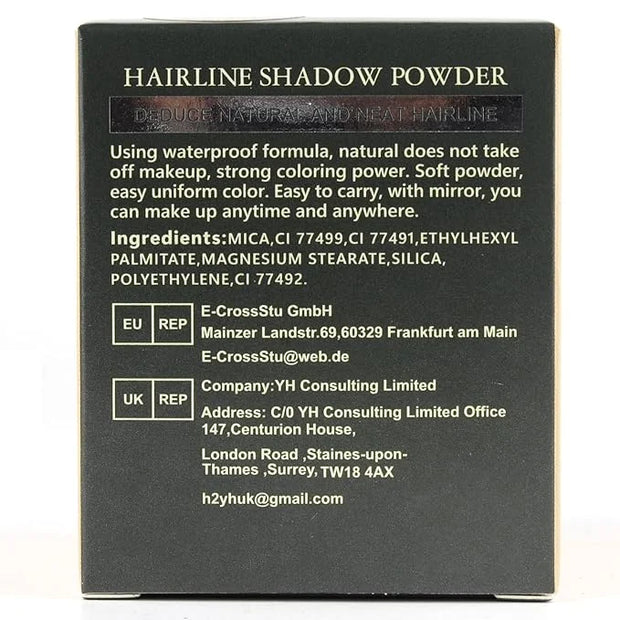 HAIRLINE SHADOW POWDER
DEDUCE NATURAL AND NEAT HAIRLINE
Using waterproof formula, natural does not take
off makeup, strong coloring power. Soft powder,
easy uniform color. Easy to carry, with mirror, you
can make up anytime and anywhere.
Ingredients:MICA,CI 77499,CI 77491,ETHYLHEXYL
PALMITATE,MAGNESIUM STEARATE,SILICA,
POLYETHYLENE,CI 77492.
EU REP
E-CrossStu GmbH
Mainzer Landstr.69,60329 Frankfurt am Main
E-CrossStu@web.de
UK REP
Company:YH Consulting Limited
Address: C/0 YH Consulting Limited Office
147,Centurion House,
London Road ,Staines-upon-
Thames ,Surrey, TW18 4AX
h2yhuk@gmail.com